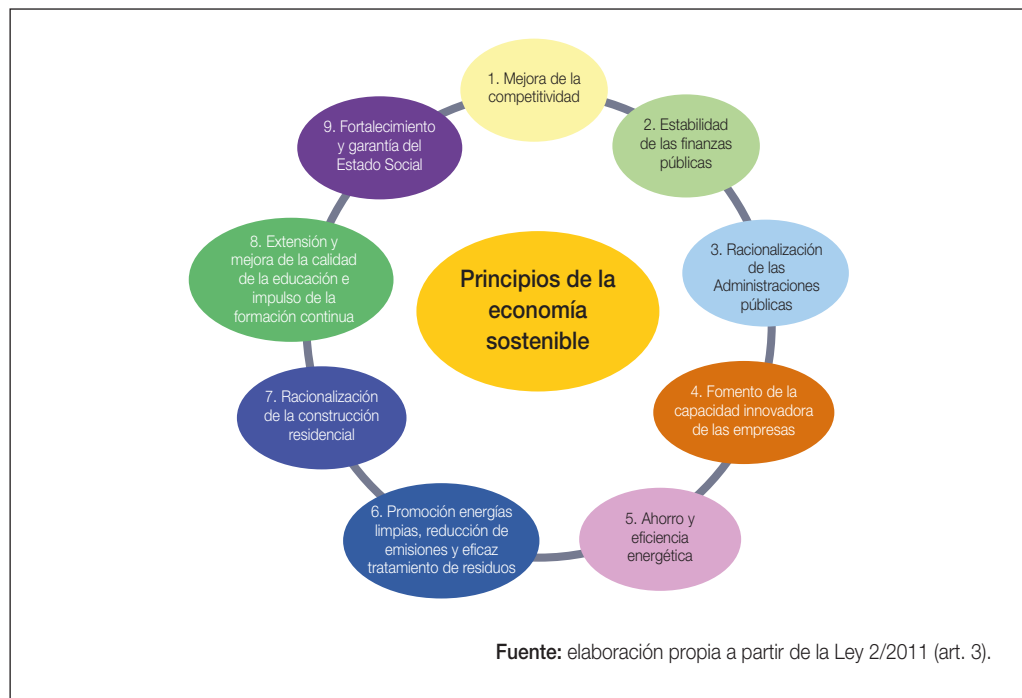 1. Mejora de la
competitividad
2. Estabilidad
de las finanzas
públicas
3. Racionalización
de las
Administraciones
públicas
4. Fomento de la
capacidad innovadora
de las empresas
5. Ahorro y
eficiencia
energética
6. Promoción energías
limpias, reducción de
emisiones y eficaz
tratamiento de residuos
7. Racionalización
de la construcción
residencial
8. Extensión y
mejora de la calidad
de la educación e
impulso de la
formación continua
9. Fortalecimiento
y garantía del
Estado Social
Principios de la
economía
sostenible
Fuente: elaboración propia a partir de la Ley 2/2011 (art. 3).